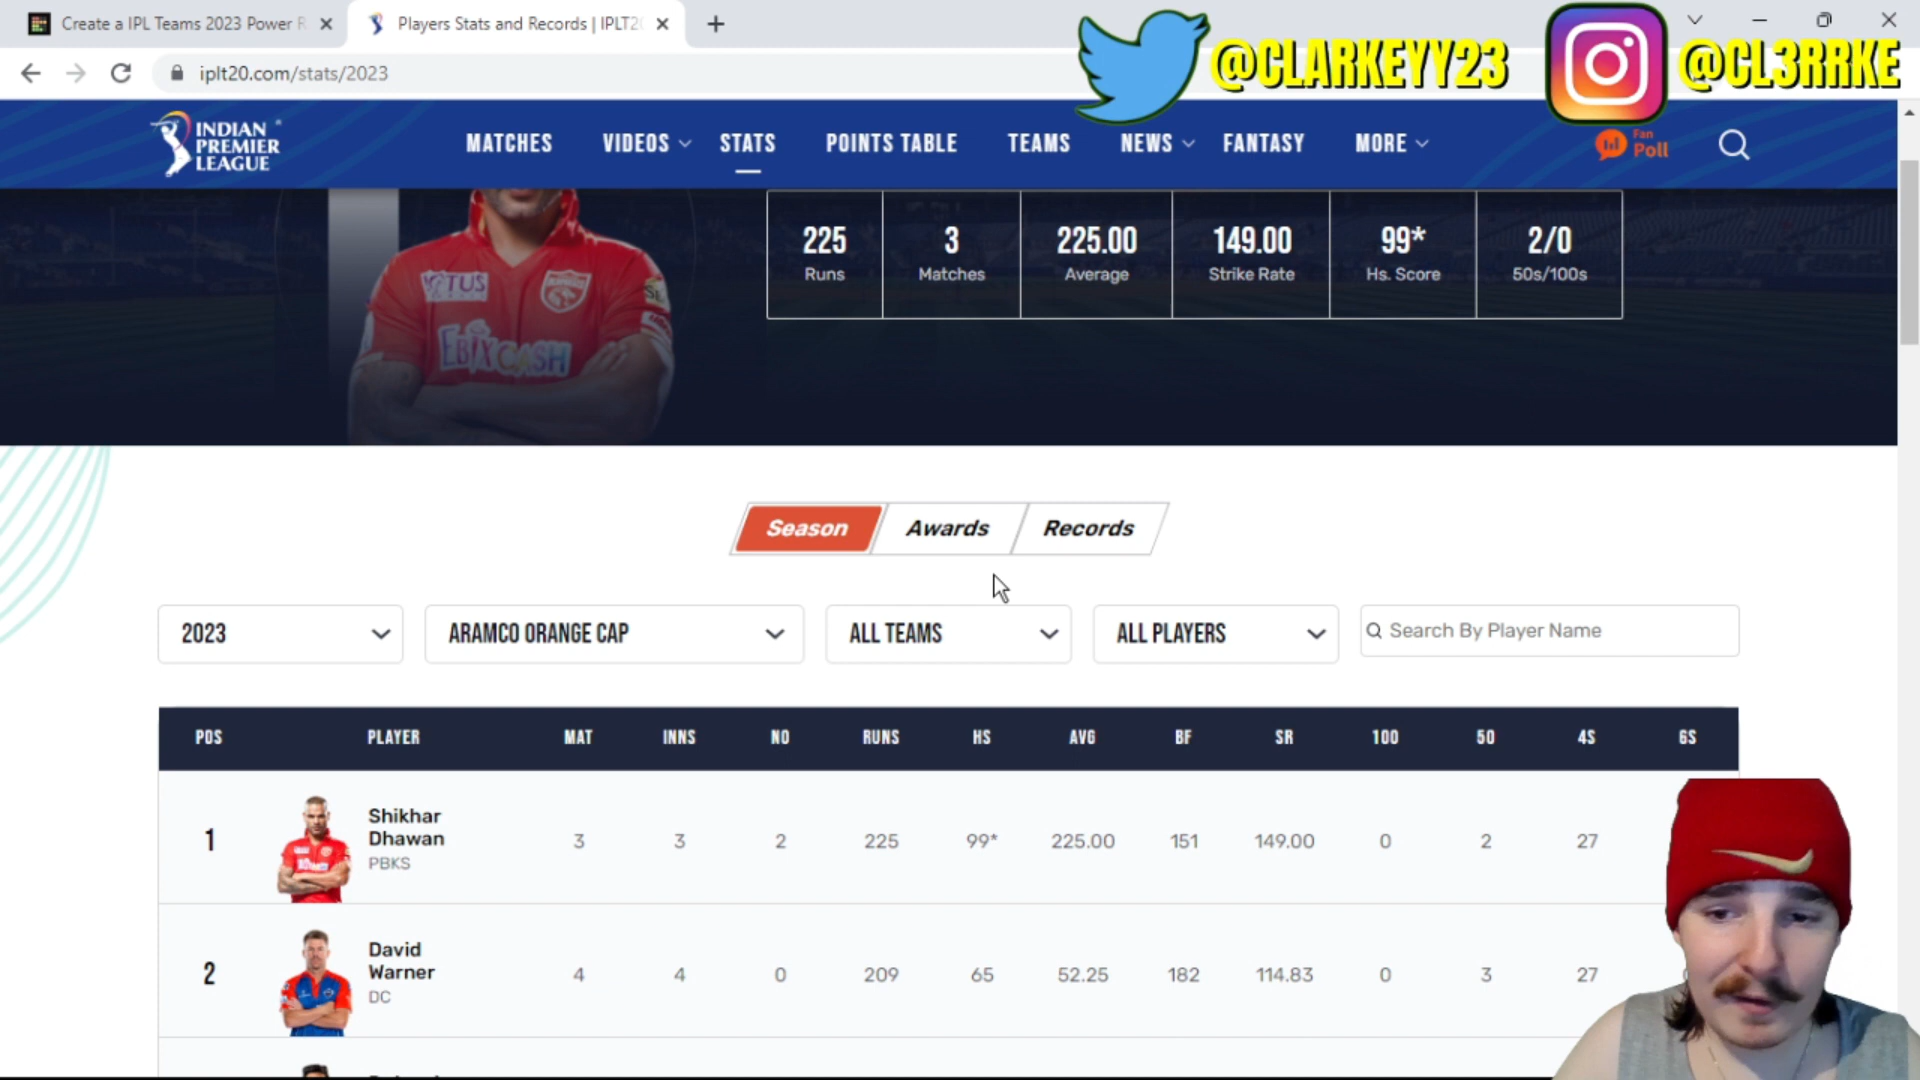 Create a IPL Teams 2023 Power R
Players Stats and Records | IPLT2
iplt20.com/stats/2023
@CLARKEYY23
@CL3RRKE
INDIAN
PREMIER
LEAGUE
MATCHES
VIDEOS
STATS
POINTS TABLE
TEAMS
NEWS
FANTASY
MORE
Fan
Poll
225
Runs
3
Matches
225.00
Average
149.00
Strike Rate
99*
Hs. Score
2/0
50s/100s
EbixCash
Season
Awards
Records
2023
ARAMCO ORANGE CAP
ALL TEAMS
ALL PLAYERS
Search By Player Name
POS PLAYER MAT INNS NO RUNS HS AVG BF SR 100 50 4S 6S
1 Shikhar Dhawan PBKS 3 3 2 225 99* 225.00 151 149.00 0 2 27
2 David Warner DC 4 4 0 209 65 52.25 182 114.83 0 3 27